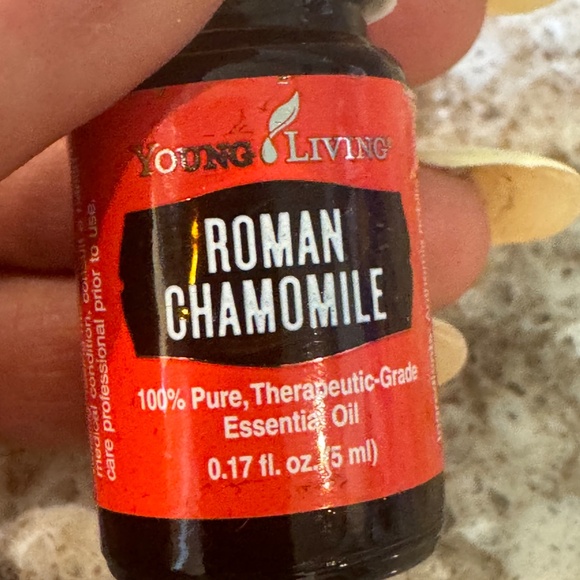 YOUNG LIVING
ROMAN
CHAMOMILE
100% Pure, Therapeutic-Grade
Essential Oil
0.17 fl. oz. (5 ml)
medical condition, consult a
care professional prior to use.